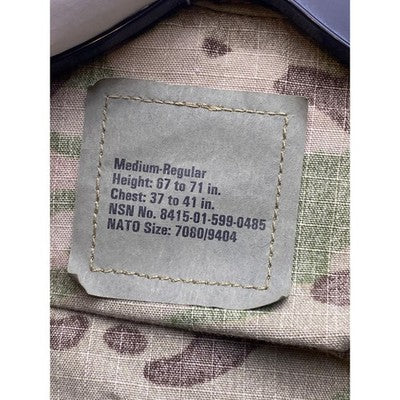 Medium-Regular
Height: 67 to 71 in.
Chest: 37 to 41 in.
NSN No. 8415-01-599-0485
NATO Size: 7080/9404